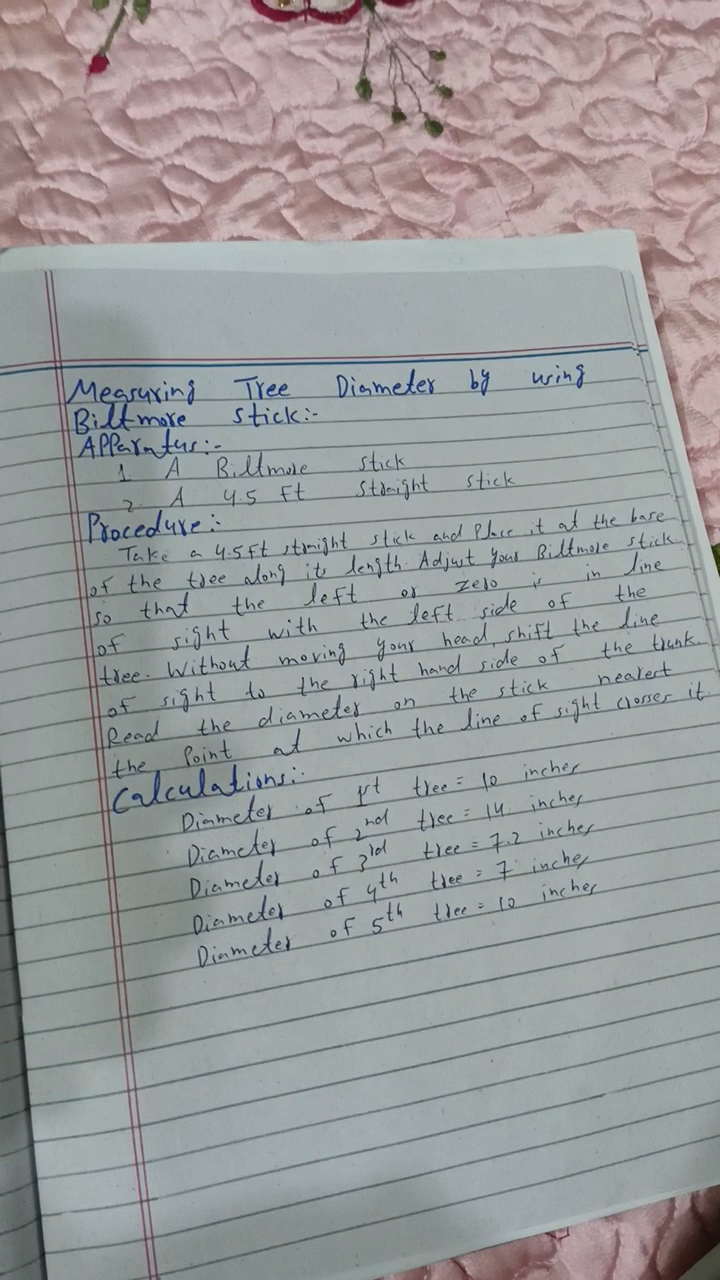 Measuring Tree Diameter by using
Biltmore stick:-
Apparatus:-
1 A Biltmore stick
2 A 4.5 Ft straight stick
Procedure:-
Take a 4.5ft straight stick and Place it at the base
of the tree along its length. Adjust your Biltmore stick
so that the left or zero is in line
of sight with the left side of the
tree. Without moving your head, shift the line
of sight to the right hand side of the trunk.
Read the diameter on the stick nearest
the Point at which the line of sight crosses it
Calculations:-
Diameter of 1st tree = 10 inches
Diameter of 2nd tree = 14 inches
Diameter of 3rd tree = 7.2 inches
Diameter of 4th tree = 7 inches
Diameter of 5th tree = 10 inches